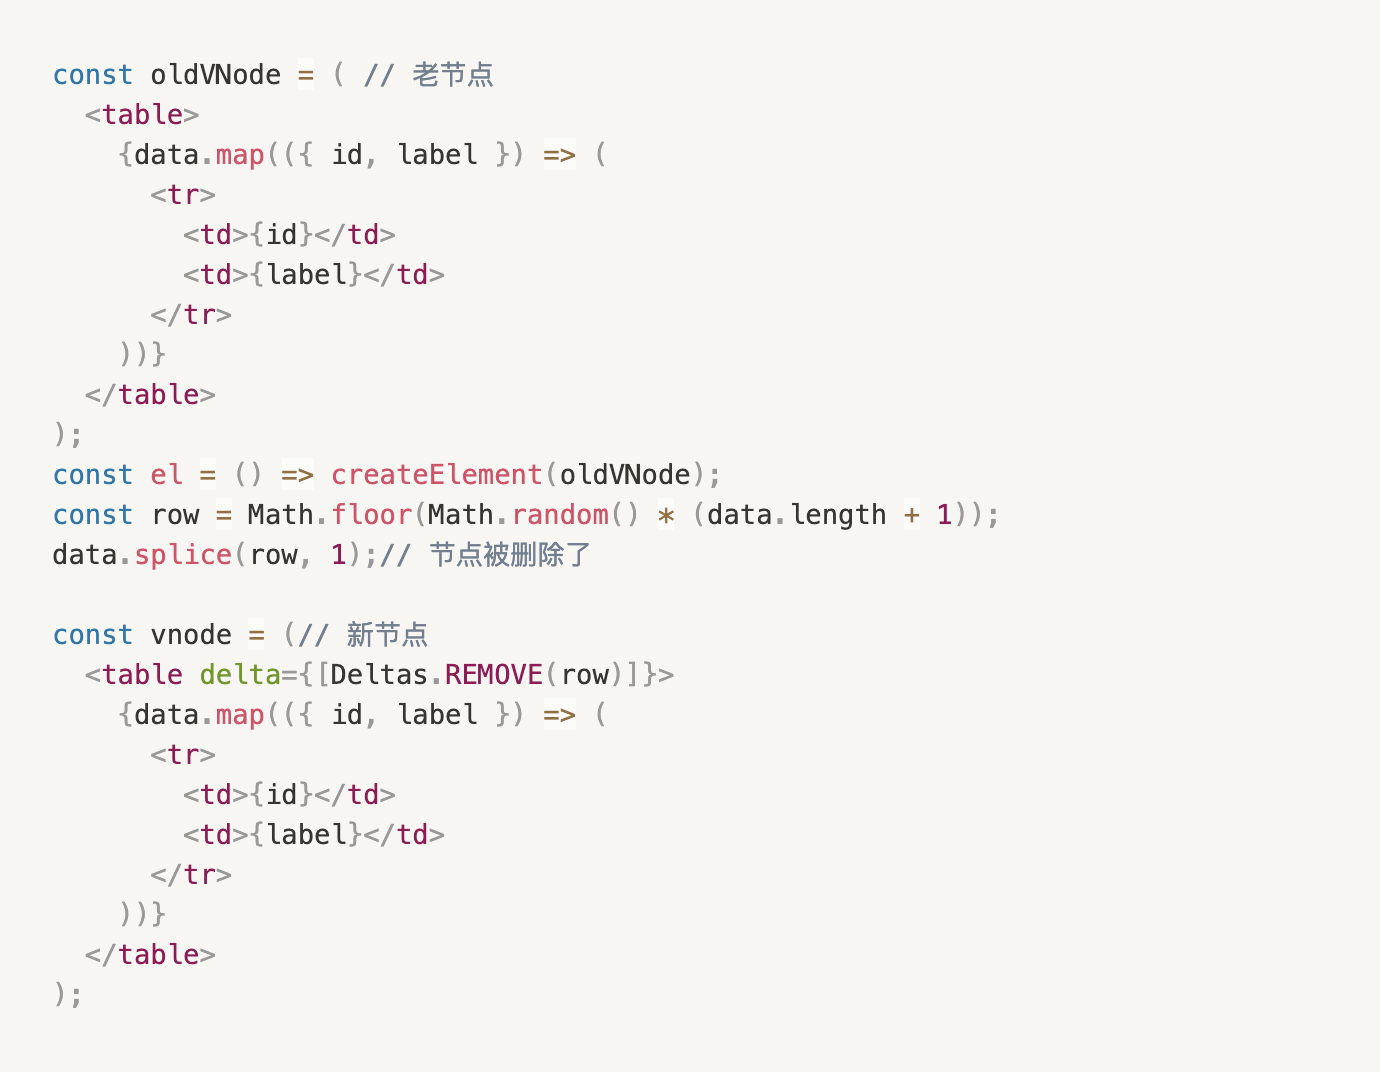 const oldVNode = ( // 老节点
  <table>
    {data.map(({ id, label }) => (
      <tr>
        <td>{id}</td>
        <td>{label}</td>
      </tr>
    ))}
  </table>
);
const el = () => createElement(oldVNode);
const row = Math.floor(Math.random() * (data.length + 1));
data.splice(row, 1);// 节点被删除了

const vnode = (// 新节点
  <table delta={[Deltas.REMOVE(row)]}>
    {data.map(({ id, label }) => (
      <tr>
        <td>{id}</td>
        <td>{label}</td>
      </tr>
    ))}
  </table>
);